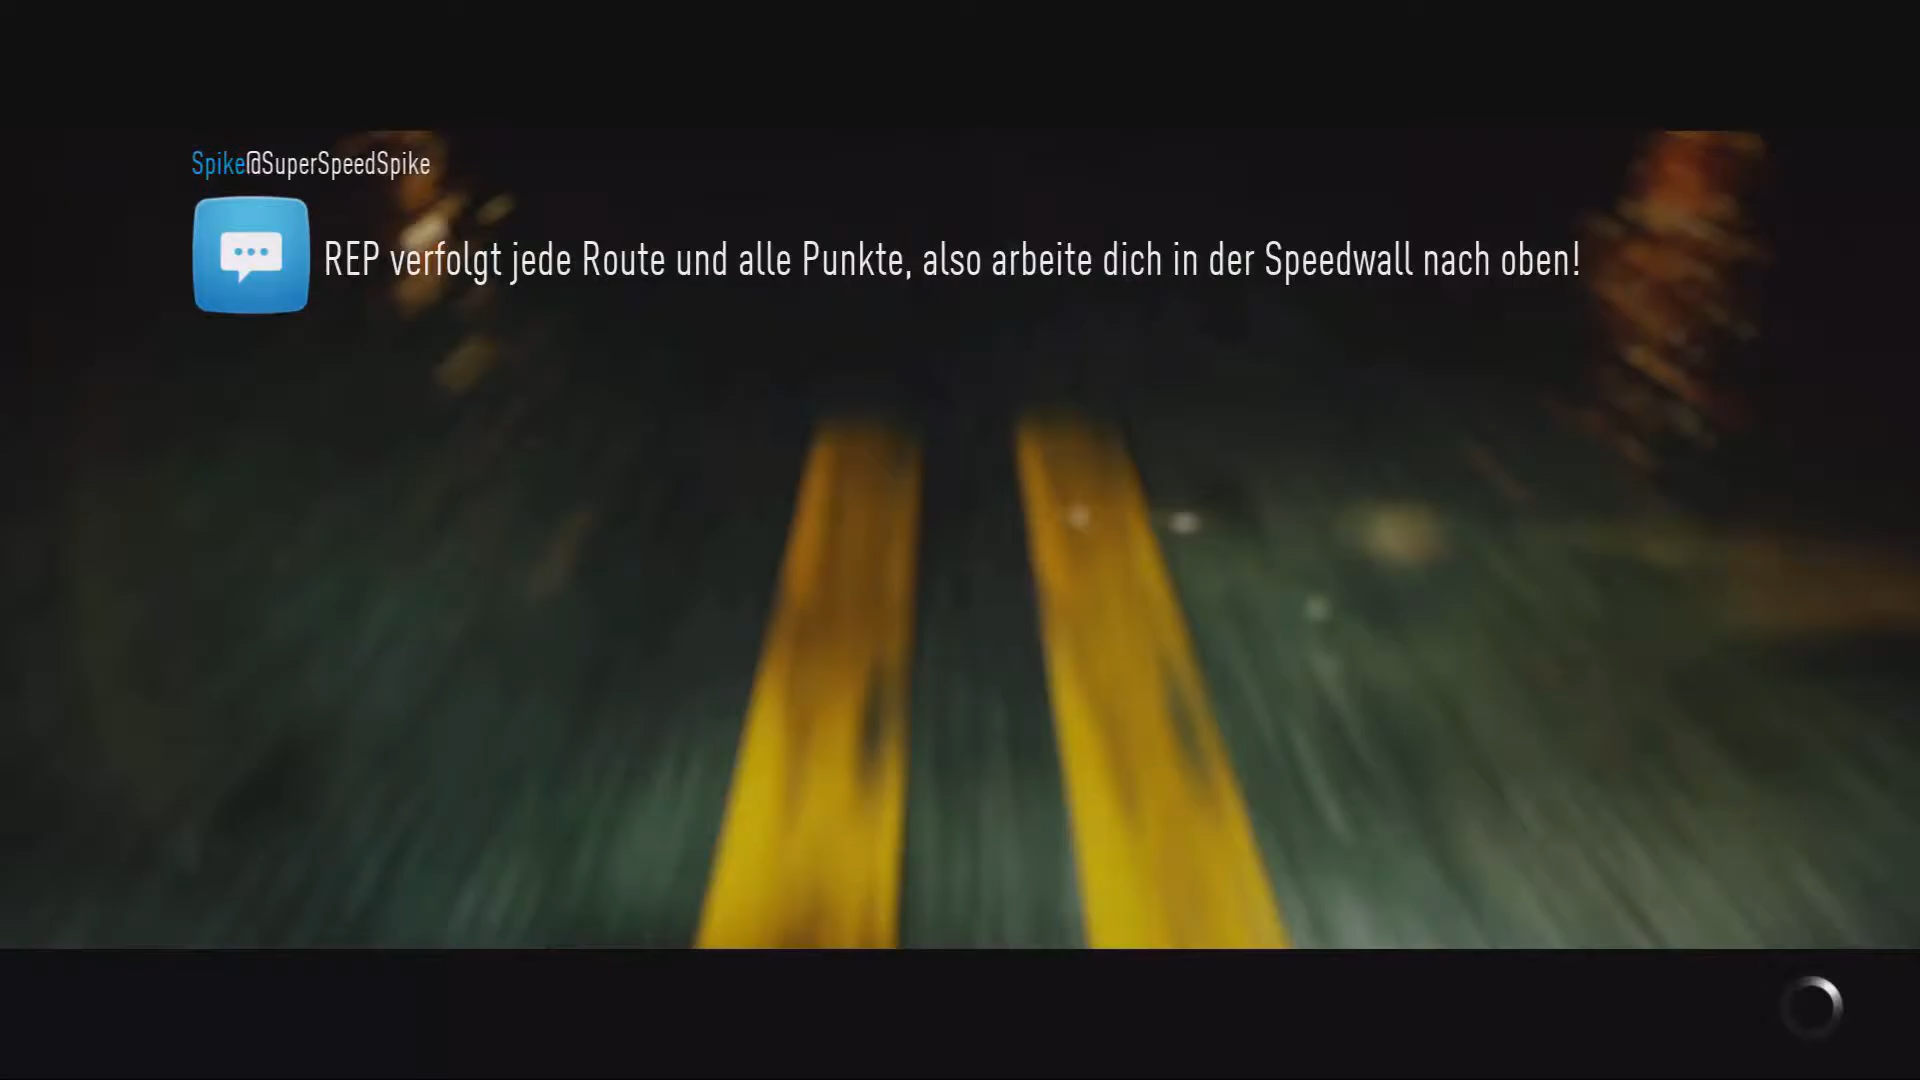 Spike@SuperSpeedSpike
REP verfolgt jede Route und alle Punkte, also arbeite dich in der Speedwall nach oben!